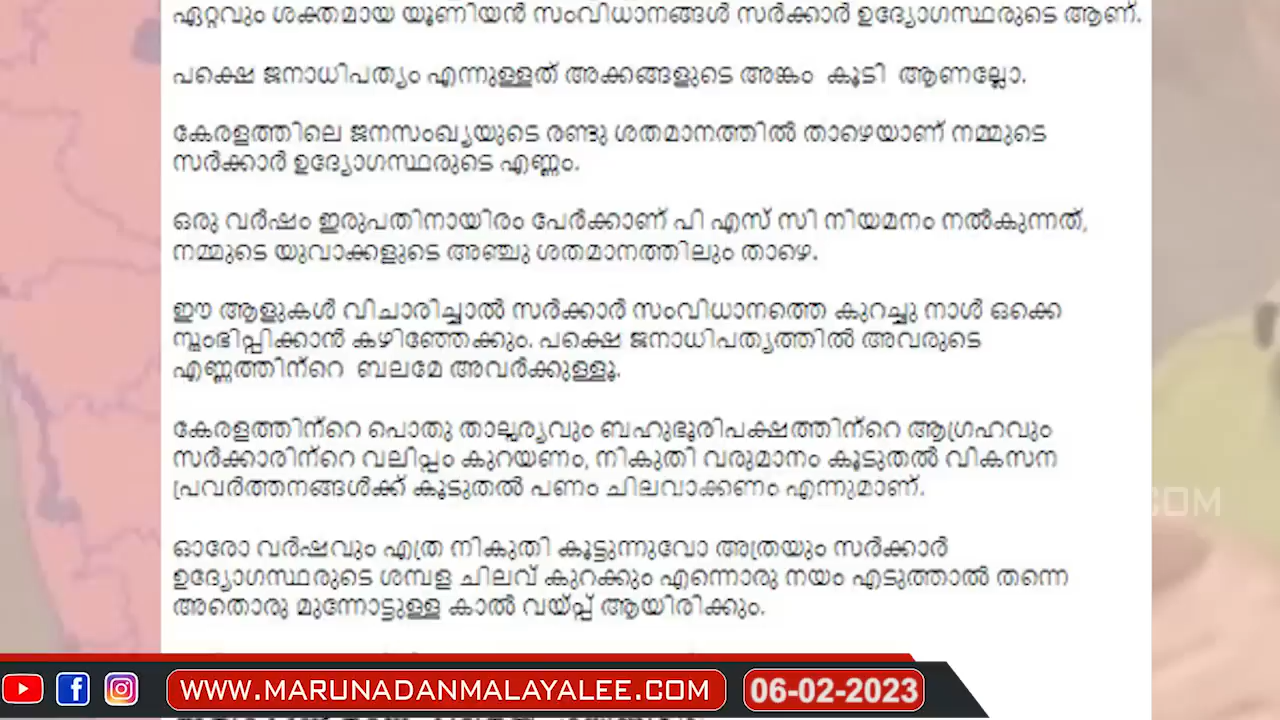 ഏറ്റവും ശക്തമായ യൂണിയൻ സംവിധാനങ്ങൾ സർക്കാർ ഉദ്യോഗസ്ഥരുടെ ആണ്.
പക്ഷെ ജനാധിപത്യം എന്നുള്ളത് അക്കങ്ങളുടെ അങ്കം കൂടി ആണല്ലോ.
കേരളത്തിലെ ജനസംഖ്യയുടെ രണ്ടു ശതമാനത്തിൽ താഴെയാണ് നമ്മുടെ
സർക്കാർ ഉദ്യോഗസ്ഥരുടെ എണ്ണം.
ഒരു വർഷം ഇരുപതിനായിരം പേർക്കാണ് പി എസ് സി നിയമനം നൽകുന്നത്,
നമ്മുടെ യുവാക്കളുടെ അഞ്ചു ശതമാനത്തിലും താഴെ.
ഈ ആളുകൾ വിചാരിച്ചാൽ സർക്കാർ സംവിധാനത്തെ കുറച്ചു നാൾ ഒക്കെ
സ്തംഭിപ്പിക്കാൻ കഴിഞ്ഞേക്കും. പക്ഷെ ജനാധിപത്യത്തിൽ അവരുടെ
എണ്ണത്തിന്റെ ബലമേ അവർക്കുള്ളൂ.
കേരളത്തിന്റെ പൊതു താല്പര്യവും ബഹുഭൂരിപക്ഷത്തിന്റെ ആഗ്രഹവും
സർക്കാരിന്റെ വലിപ്പം കുറയണം, നികുതി വരുമാനം കൂടുതൽ വികസന
പ്രവർത്തനങ്ങൾക്ക് കൂടുതൽ പണം ചിലവാക്കണം എന്നുമാണ്.
ഓരോ വർഷവും എത്ര നികുതി കൂട്ടുന്നുവോ അത്രയും സർക്കാർ
ഉദ്യോഗസ്ഥരുടെ ശമ്പള ചിലവ് കുറക്കും എന്നൊരു നയം എടുത്താൽ തന്നെ
അതൊരു മുന്നോട്ടുള്ള കാൽ വയ്പ്പ് ആയിരിക്കും.
.COM
WWW.MARUNADANMALAYALEE.COM
06-02-2023